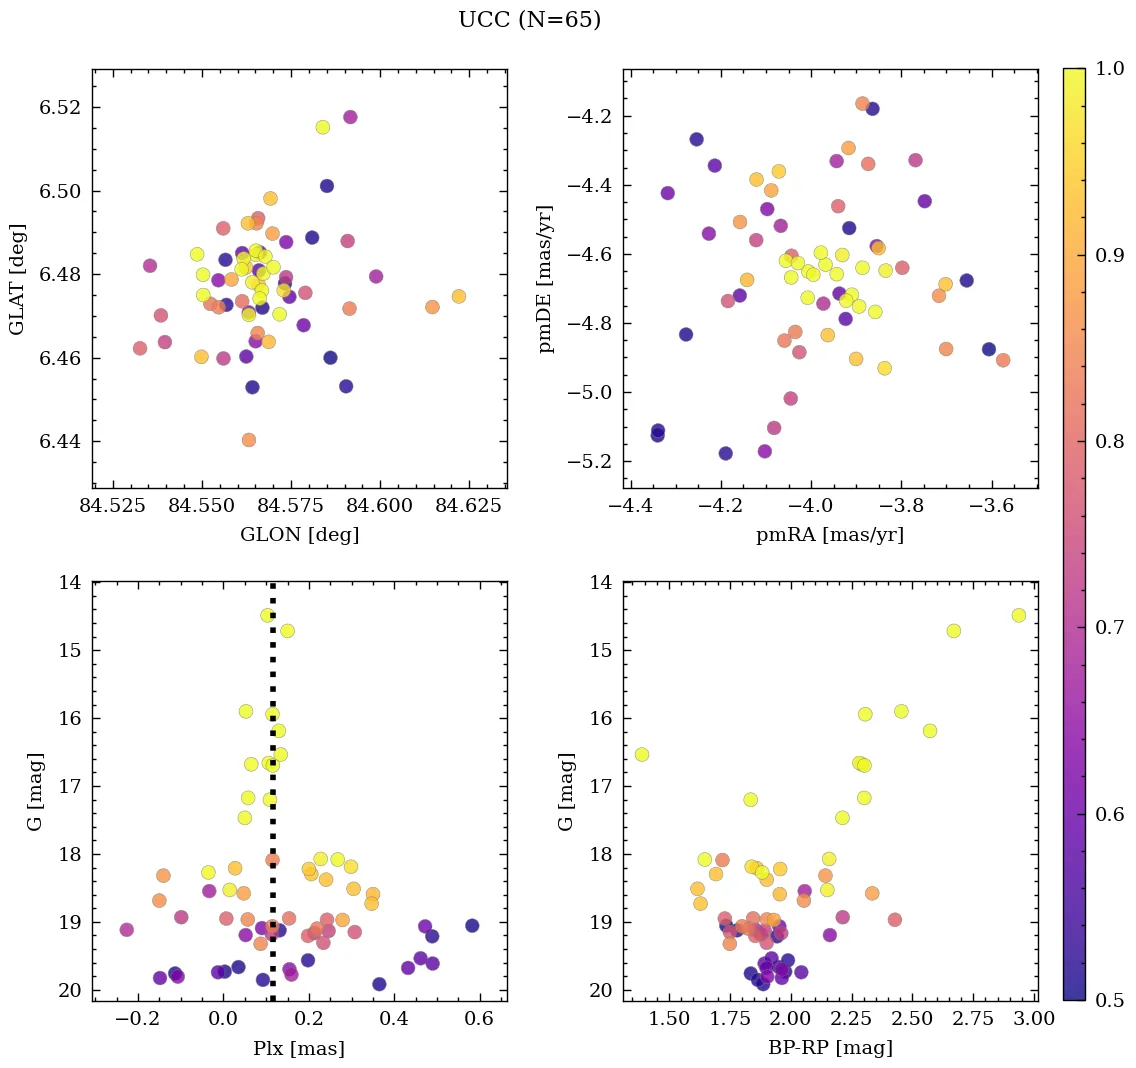 UCC (N=65)
6.52
6.50
6.48
6.46
6.44
GLAT [deg]
84.525 84.550 84.575 84.600 84.625
GLON [deg]
−4.2
−4.4
−4.6
−4.8
−5.0
−5.2
pmDE [mas/yr]
−4.4 −4.2 −4.0 −3.8 −3.6
pmRA [mas/yr]
14
15
16
17
18
19
20
G [mag]
−0.2 0.0 0.2 0.4 0.6
Plx [mas]
14
15
16
17
18
19
20
G [mag]
1.50 1.75 2.00 2.25 2.50 2.75 3.00
BP-RP [mag]
1.0
0.9
0.8
0.7
0.6
0.5